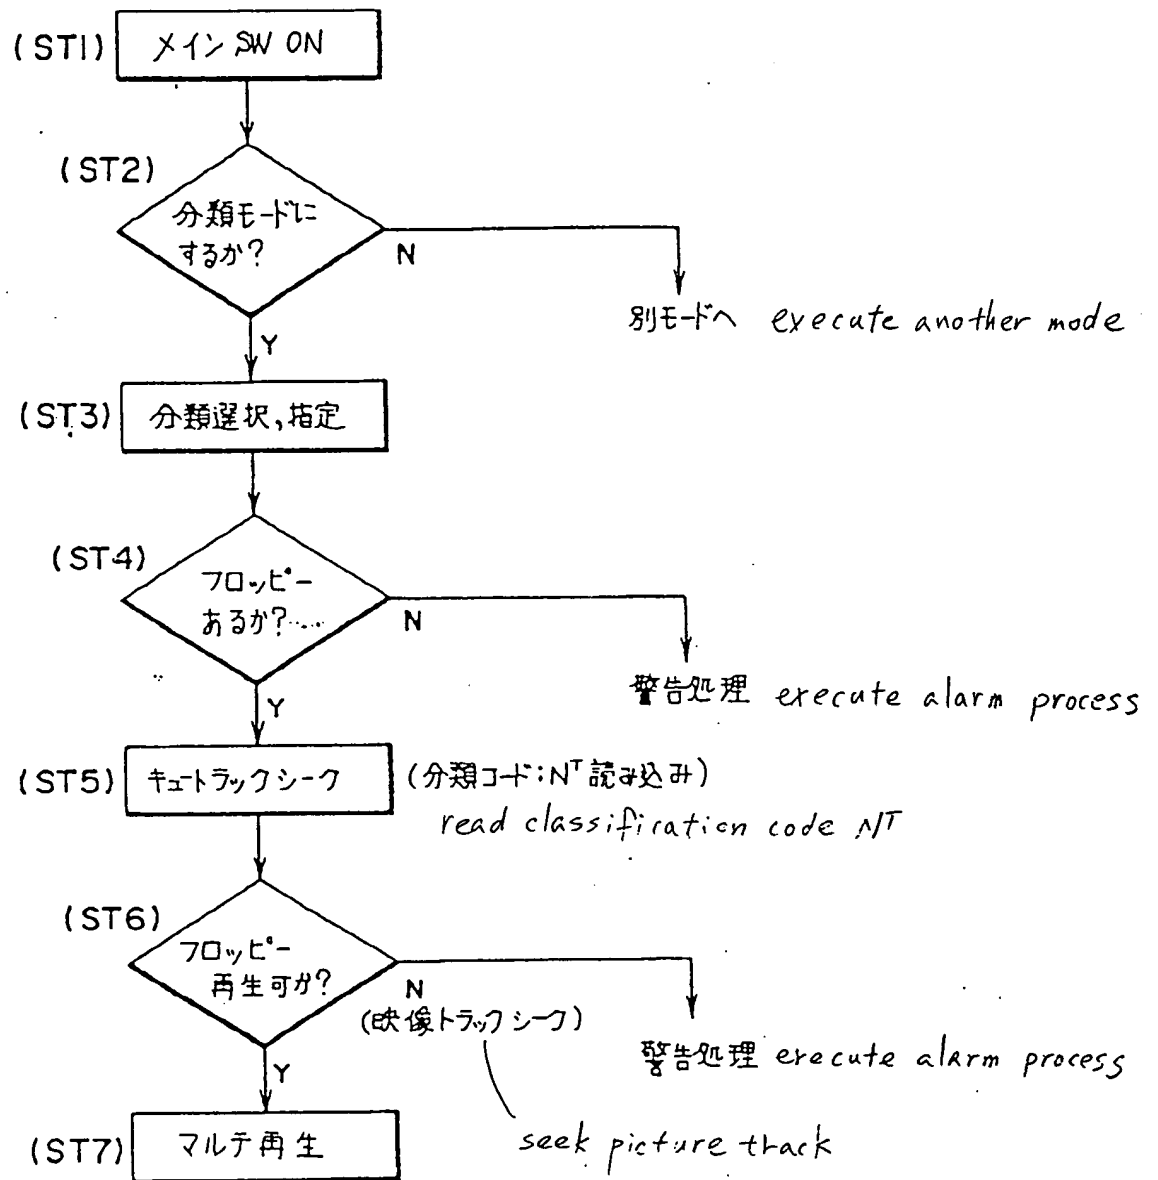 (ST1) メインSW ON
(ST2)
分類モードに
するか?
N
別モードへ execute another mode
Y
(ST3) 分類選択,指定
(ST4)
フロッピー
あるか?
N
警告処理 execute alarm process
Y
(ST5) キュートラックシーク (分類コード:NT読み込み)
read classification code NT
(ST6)
フロッピー
再生可か?
N
(映像トラックシーク)
警告処理 execute alarm process
Y
seek picture track
(ST7) マルチ再生